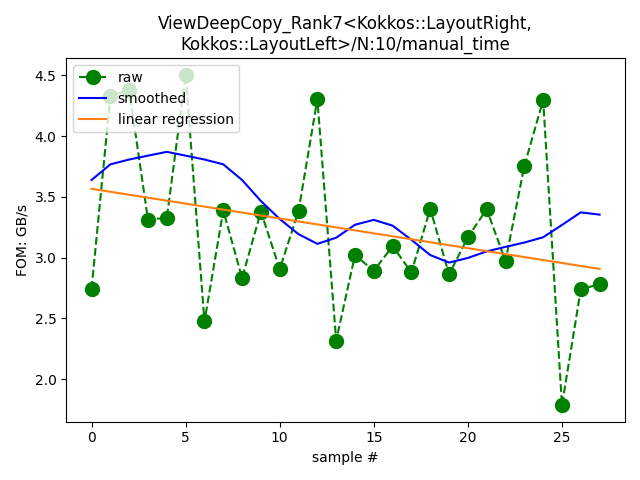 ViewDeepCopy_Rank7<Kokkos::LayoutRight,
Kokkos::LayoutLeft>/N:10/manual_time
raw
smoothed
linear regression
FOM: GB/s
4.5
4.0
3.5
3.0
2.5
2.0
0 5 10 15 20 25
sample #